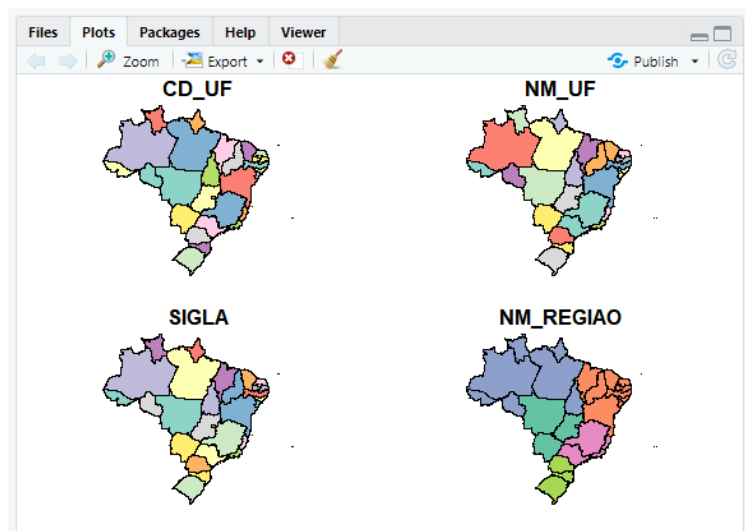 Files Plots Packages Help Viewer
Zoom Export Publish
CD_UF NM_UF
SIGLA NM_REGIAO